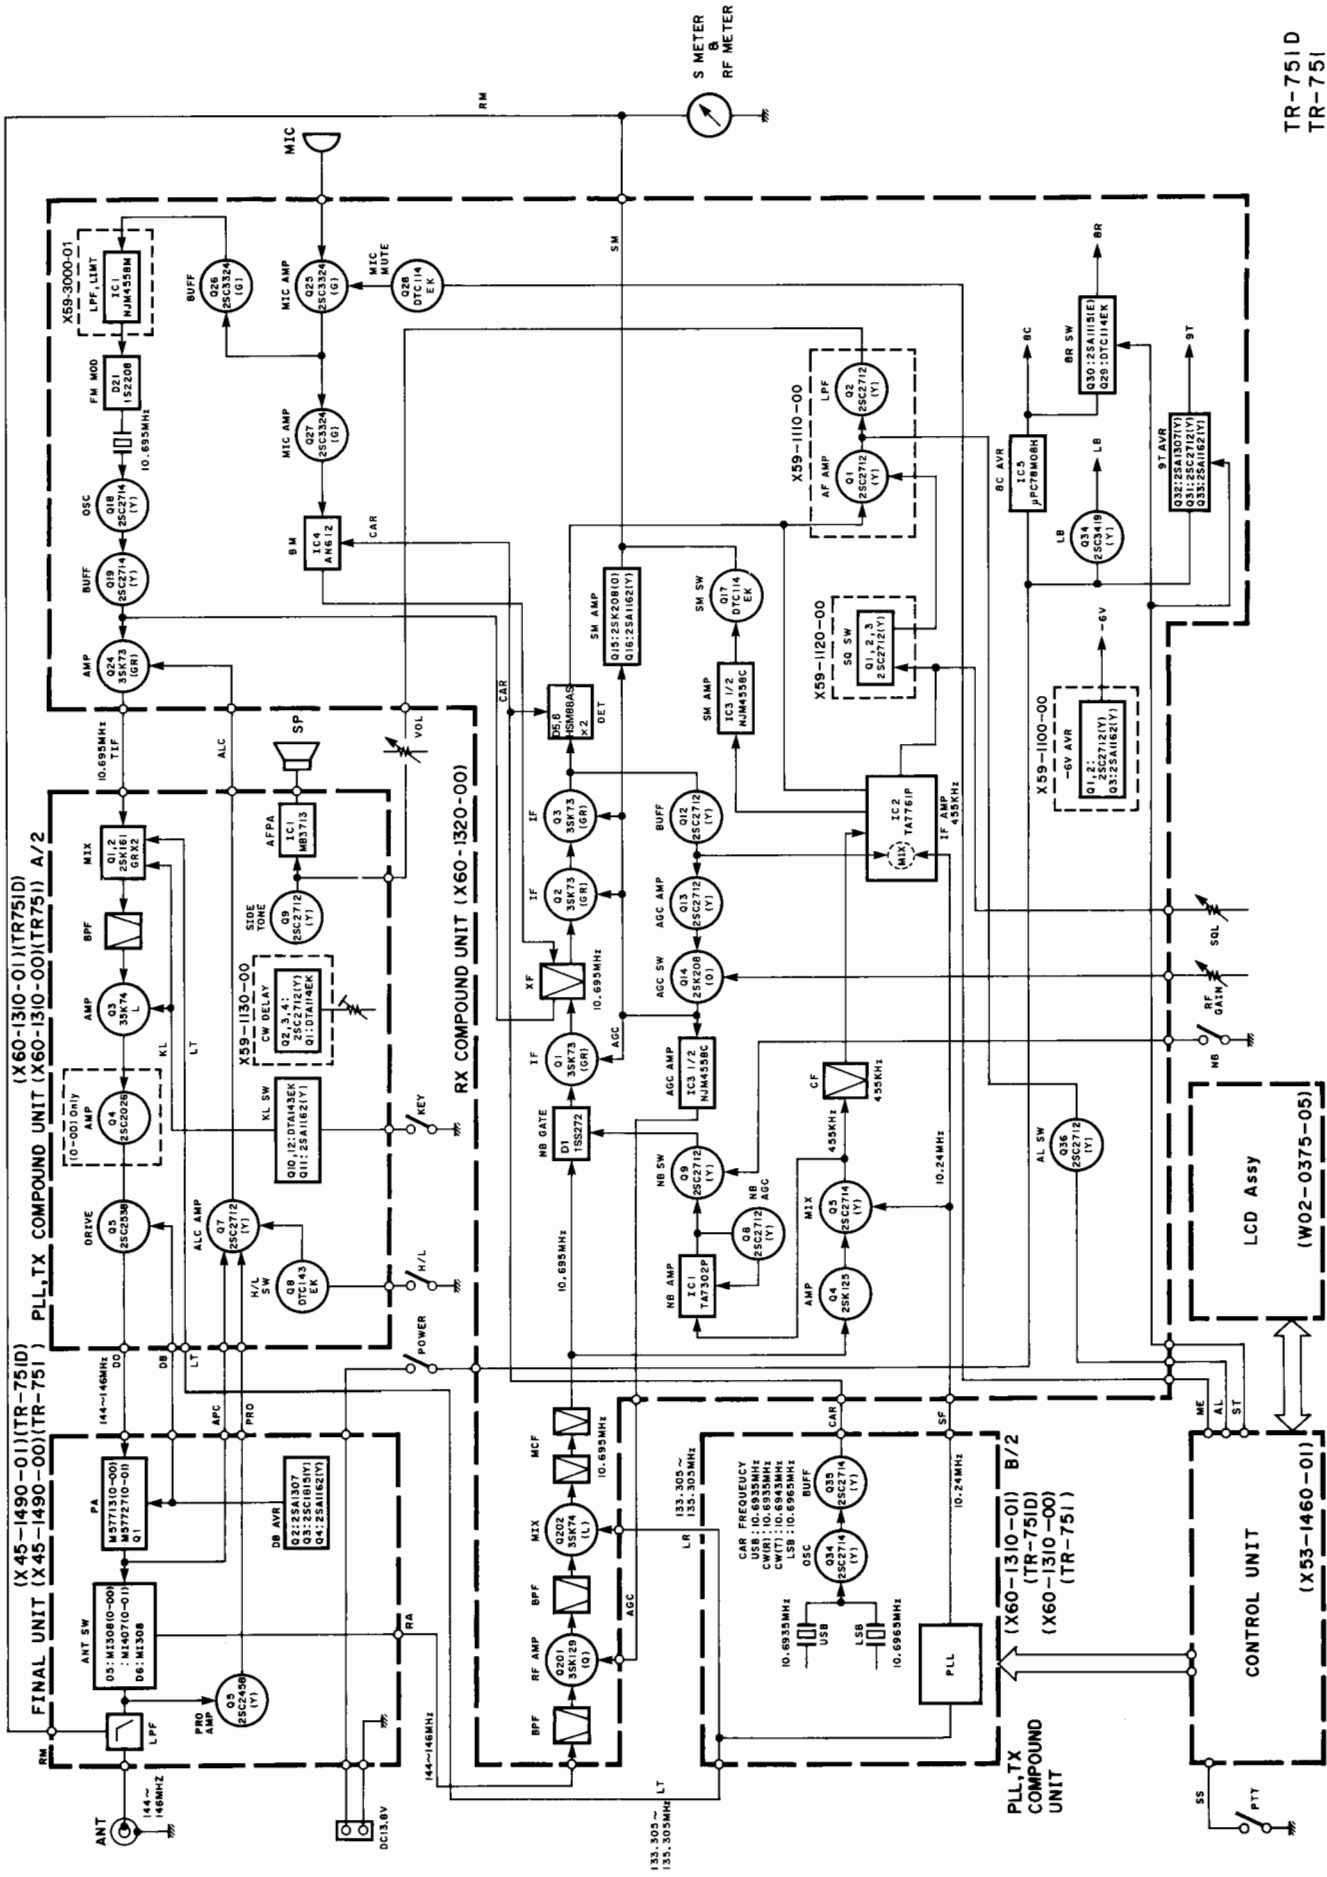 TR-751D
TR-751
FINAL UNIT
(X45-1490-01)(TR-751D)
(X45-1490-00)(TR-751 )
RM
ANT
144~
146MHZ
LPF
ANT SW
D5:MI308(0-00)
:MI407(0-01)
D6:MI308
PA
M57713(0-00)
M57727(0-01)
Q1
PRO
AMP
Q5
2SC2458
(Y)
DB AVR
Q2:2SA1307
Q3:2SC1615(Y)
Q4:2SA1162(Y)
DC13.8V
RA
144~146MHz
DO
DB
LT
APC
PRO
POWER
PLL,TX COMPOUND UNIT
(X60-1310-01)(TR751D)
(X60-1310-00)(TR751) A/2
DRIVE
Q5
2SC2538
(0-00) Only
AMP
Q4
2SC2026
AMP
Q3
3SK74
L
BPF
MIX
Q1,2
2SK161
GRX2
10.695MHz
TIF
KL
LT
ALC
ALC AMP
Q7
2SC2712
(Y)
H/L
SW
Q8
DTC143
EK
H/L
KL SW
Q10,12:DTA143EK
Q11:2SA1162(Y)
KEY
X59-1130-00
CW DELAY
Q2,3,4:
2SC2712(Y)
Q1:DTA114EK
SIDE
TONE
Q9
2SC2712
(Y)
AFPA
IC1
MB3713
SP
VOL
RX COMPOUND UNIT (X60-1320-00)
AMP
Q24
3SK73
(GR)
BUFF
Q19
2SC2714
(Y)
OSC
Q18
2SC2714
(Y)
10.695MHz
FM MOD
D21
1S2208
X59-3000-01
LPF,LIMT
IC1
NJM4558M
BUFF
Q26
2SC3324
(G)
MIC
MIC AMP
Q25
2SC3324
(G)
MIC
MUTE
Q28
DTC114
EK
MIC AMP
Q27
2SC3324
(G)
BM
IC4
AN612
CAR
RM
S METER
&
RF METER
SM
BPF
RF AMP
Q201
3SK129
(Q)
BPF
MIX
Q202
3SK74
(L)
MCF
10.695MHz
10.695MHz
AGC
NB GATE
D1
1SS272
IF
Q1
3SK73
(GR)
XF
10.695MHz
IF
Q2
3SK73
(GR)
IF
Q3
3SK73
(GR)
CAR
D5,6
HSM88AS
×2
DET
AGC
SM AMP
Q15:2SK208(O)
Q16:2SA1162(Y)
SM SW
Q17
DTC114
EK
SM AMP
IC3 1/2
NJM4558C
BUFF
Q12
2SC2712
(Y)
AGC AMP
Q13
2SC2712
(Y)
AGC SW
Q14
2SK208
(O)
AGC AMP
IC3 1/2
NJM4558C
NB SW
Q9
2SC2712
(Y)
NB
AGC
Q8
2SC2712
(Y)
NB AMP
IC1
TA7302P
AMP
Q4
2SK125
MIX
Q5
2SC2714
(Y)
455KHz
CF
455KHz
10.24MHz
IC2
TA7761P
(MIX)
IF AMP
455KHz
X59-1110-00
AF AMP
Q1
2SC2712
(Y)
LPF
Q2
2SC2712
(Y)
X59-1120-00
SQ SW
Q1,2,3
2SC2712(Y)
X59-1100-00
-6V AVR
Q1,2:
2SC2712(Y)
Q3:2SA1162(Y)
-6V
LB
Q34
2SC3419
(Y)
LB
8C AVR
IC5
µPC78M08H
8C
8R SW
Q30:2SA1115(E)
Q29:DTC114EK
8R
9T AVR
Q32:2SA1307(Y)
Q31:2SC2712(Y)
Q33:2SA1162(Y)
9T
SQL
RF
GAIN
NB
AL SW
Q36
2SC2712
(Y)
133.305~
135.305MHz
LR
LT
133.305~
135.305MHz
CAR FREQUEUCY
USB:10.6935MHz
CW(R):10.6935MHz
CW(T):10.6943MHz
LSB:10.6965MHz
OSC
Q34
2SC2714
(Y)
BUFF
Q35
2SC2714
(Y)
CAR
SF
10.24MHz
10.6935MHz
USB
LSB
10.6965MHz
PLL
PLL,TX
COMPOUND
UNIT
(X60-1310-01)
(TR-751D)
(X60-1310-00)
(TR-751)
B/2
ME
AL
ST
SS
PTT
CONTROL UNIT
(X53-1460-01)
LCD Assy
(W02-0375-05)